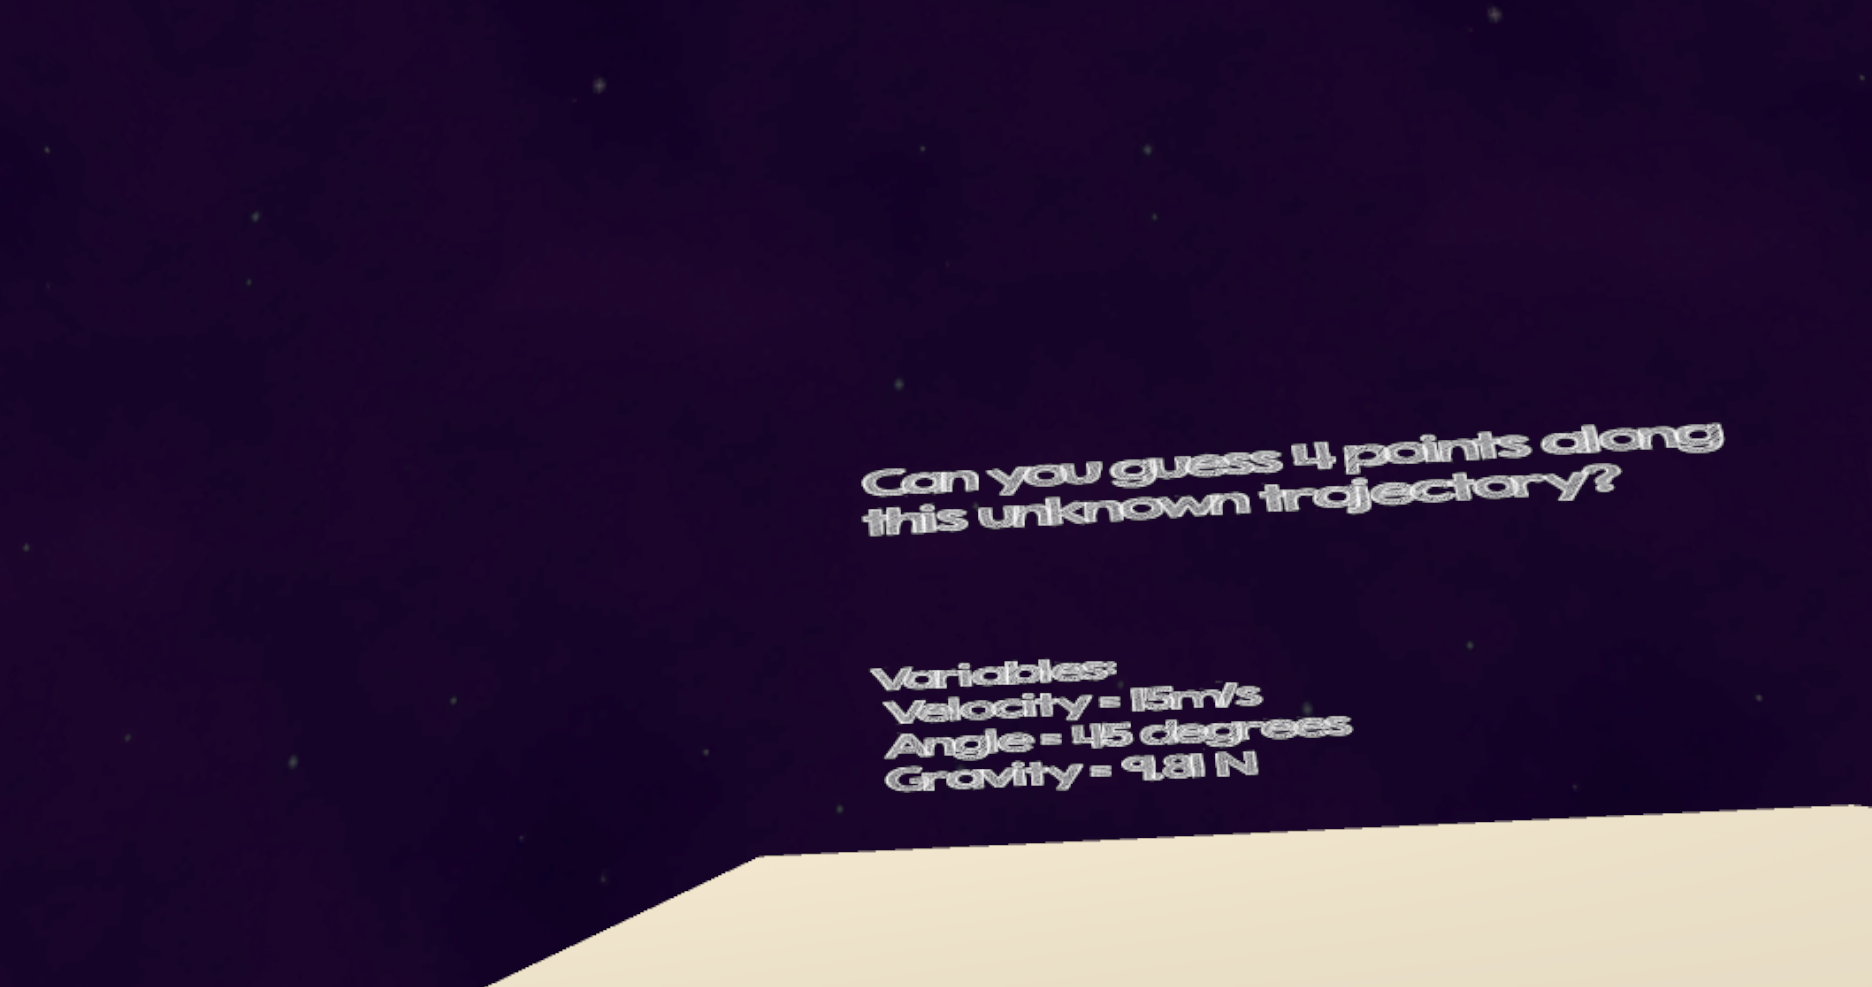 Can you guess 4 points along
this unknown trajectory?
Variables:
Velocity = 15m/s
Angle = 45 degrees
Gravity = 9.81 N